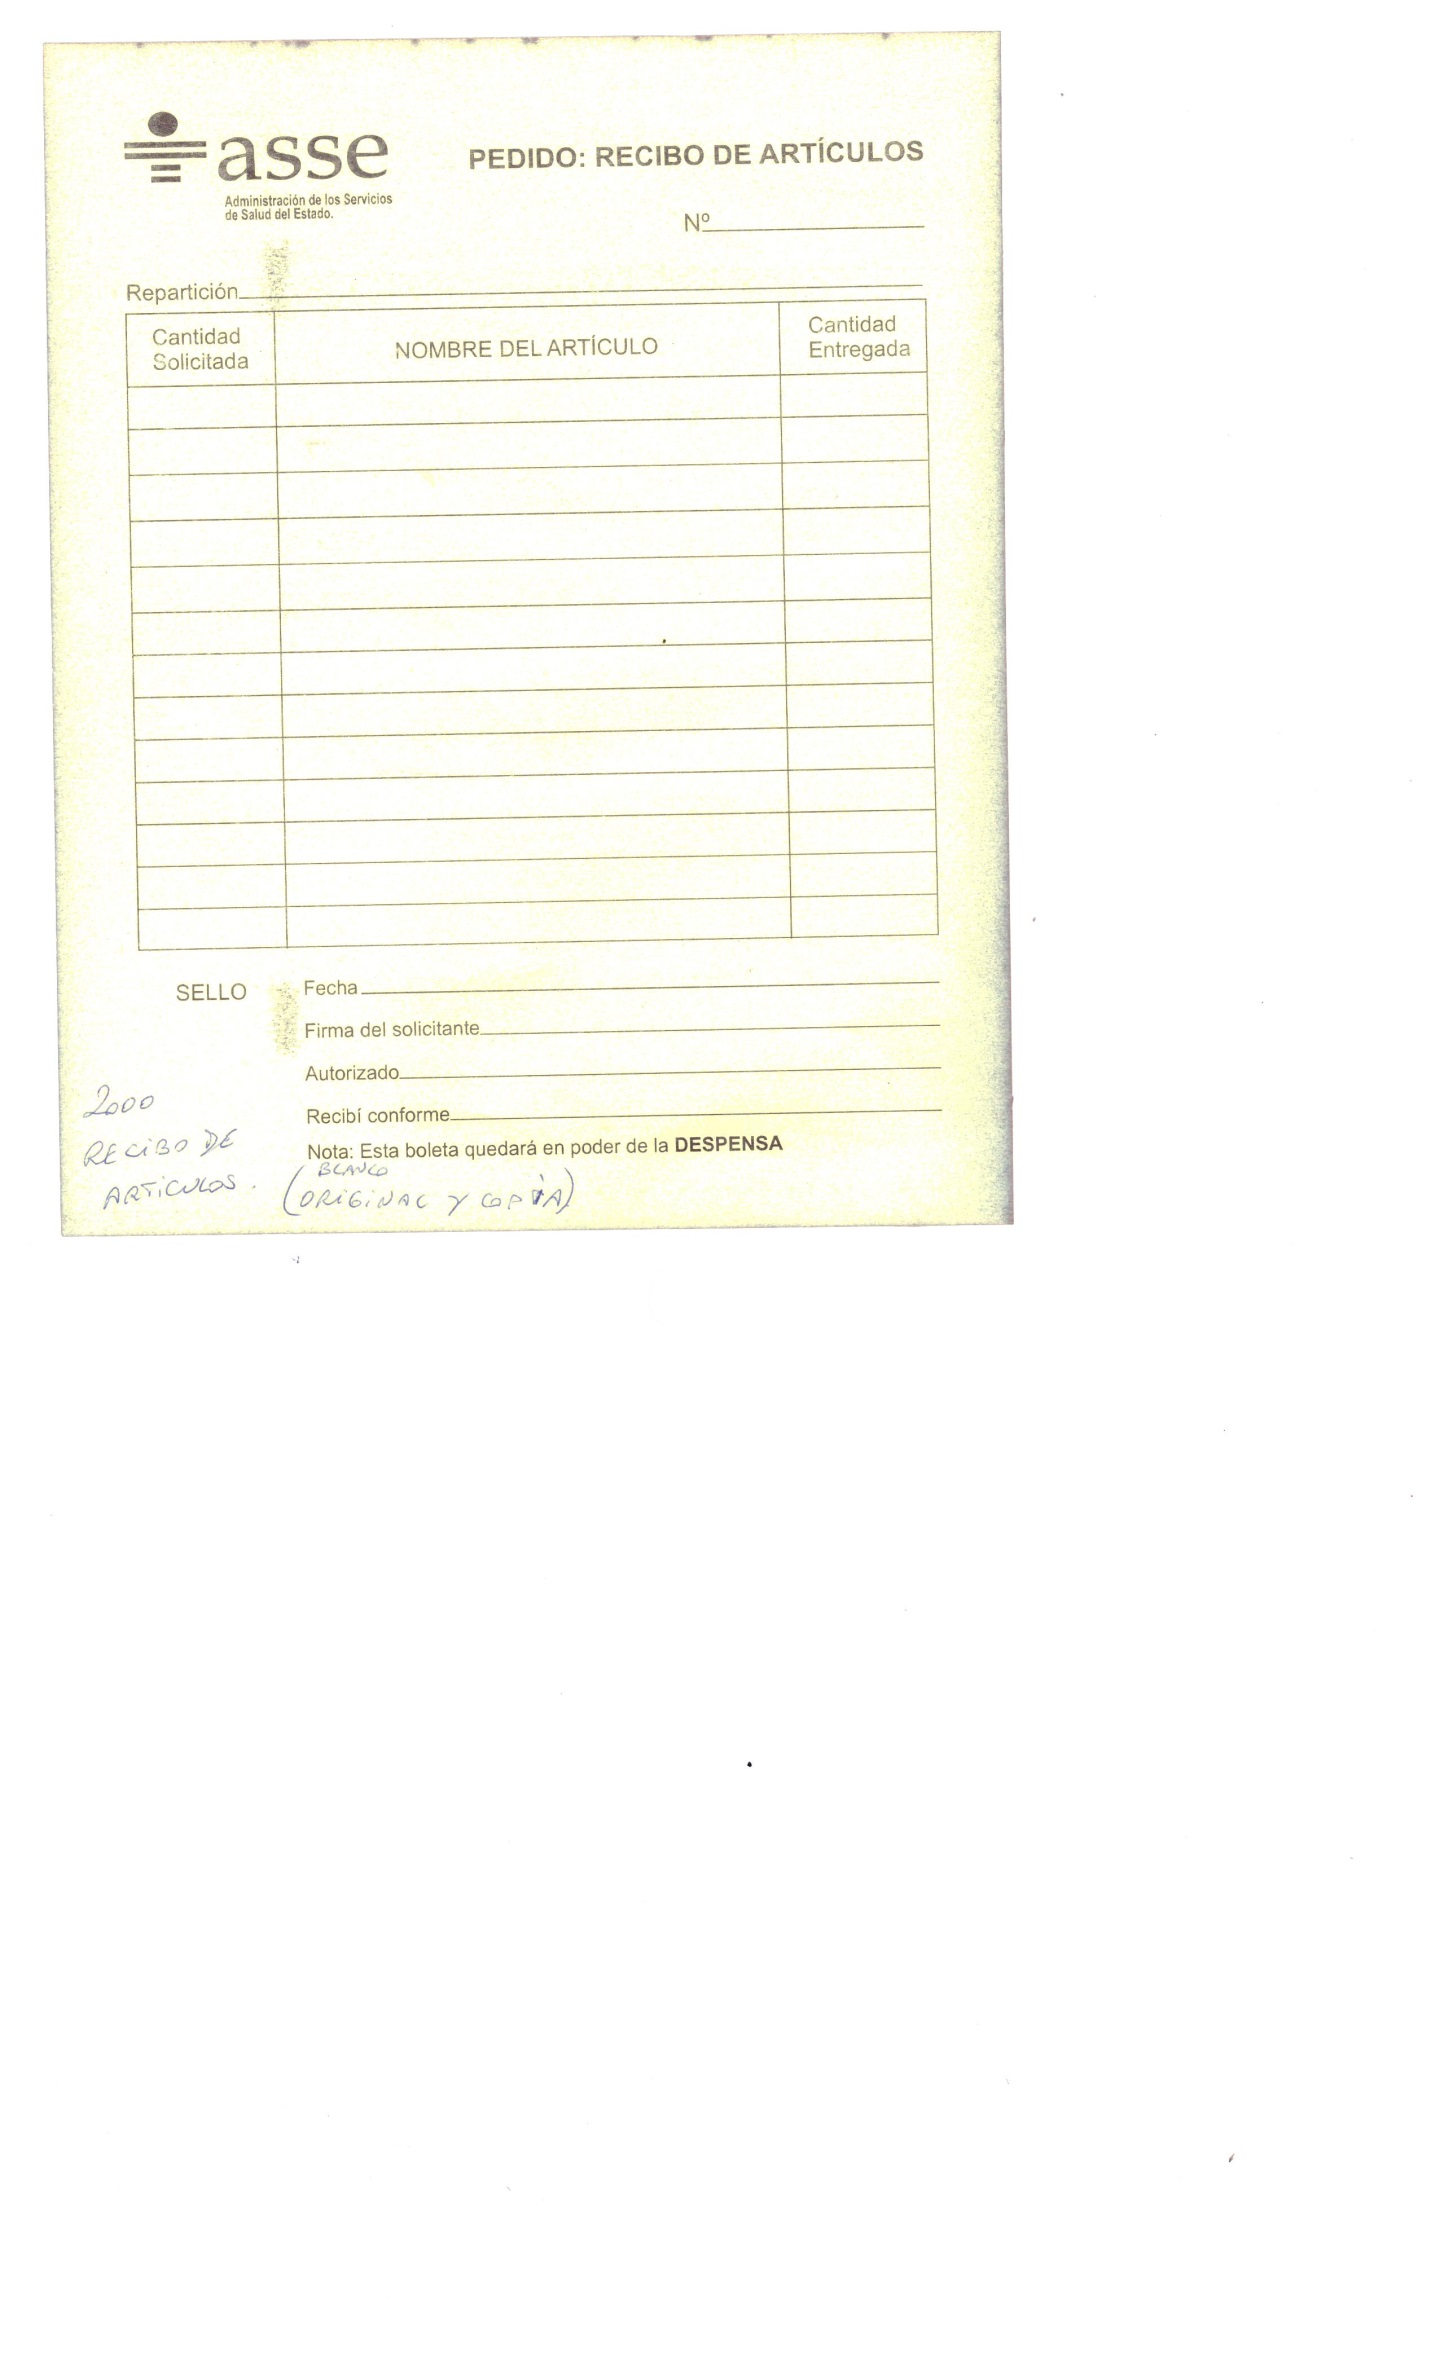 asse
Administración de los Servicios
de Salud del Estado.
PEDIDO: RECIBO DE ARTÍCULOS
Nº
Repartición
Cantidad Solicitada
NOMBRE DEL ARTÍCULO
Cantidad Entregada
SELLO
Fecha
Firma del solicitante
Autorizado
Recibí conforme
Nota: Esta boleta quedará en poder de la DESPENSA
2000
RECIBO DE
ARTICULOS.
BLANCO
(ORIGINAL Y COPIA)